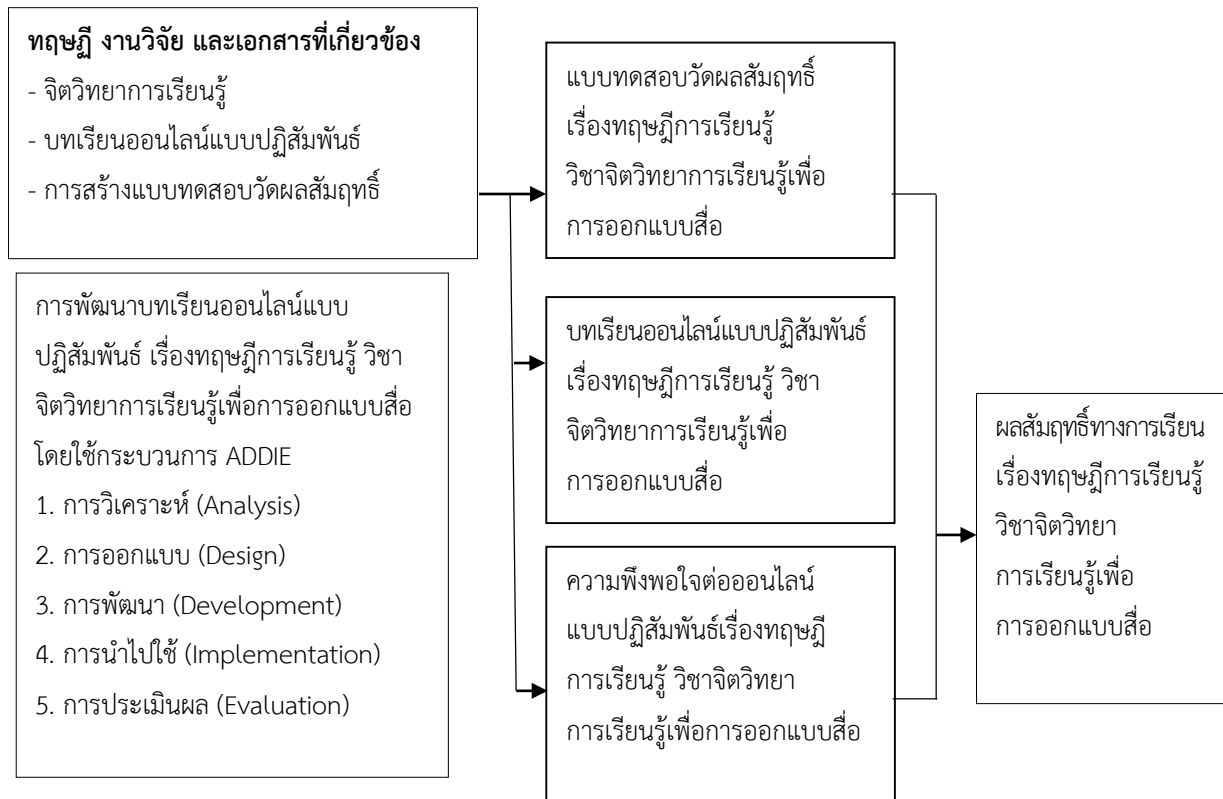 ทฤษฏี งานวิจัย และเอกสารที่เกี่ยวข้อง
- จิตวิทยาการเรียนรู้
- บทเรียนออนไลน์แบบปฏิสัมพันธ์
- การสร้างแบบทดสอบวัดผลสัมฤทธิ์
การพัฒนาบทเรียนออนไลน์แบบ
ปฏิสัมพันธ์ เรื่องทฤษฎีการเรียนรู้ วิชา
จิตวิทยาการเรียนรู้เพื่อการออกแบบสื่อ
โดยใช้กระบวนการ ADDIE
1. การวิเคราะห์ (Analysis)
2. การออกแบบ (Design)
3. การพัฒนา (Development)
4. การนำไปใช้ (Implementation)
5. การประเมินผล (Evaluation)
แบบทดสอบวัดผลสัมฤทธิ์
เรื่องทฤษฎีการเรียนรู้
วิชาจิตวิทยาการเรียนรู้เพื่อ
การออกแบบสื่อ
บทเรียนออนไลน์แบบปฏิสัมพันธ์
เรื่องทฤษฎีการเรียนรู้ วิชา
จิตวิทยาการเรียนรู้เพื่อ
การออกแบบสื่อ
ความพึงพอใจต่อออนไลน์
แบบปฏิสัมพันธ์เรื่องทฤษฎี
การเรียนรู้ วิชาจิตวิทยา
การเรียนรู้เพื่อการออกแบบสื่อ
ผลสัมฤทธิ์ทางการเรียน
เรื่องทฤษฎีการเรียนรู้
วิชาจิตวิทยา
การเรียนรู้เพื่อ
การออกแบบสื่อ